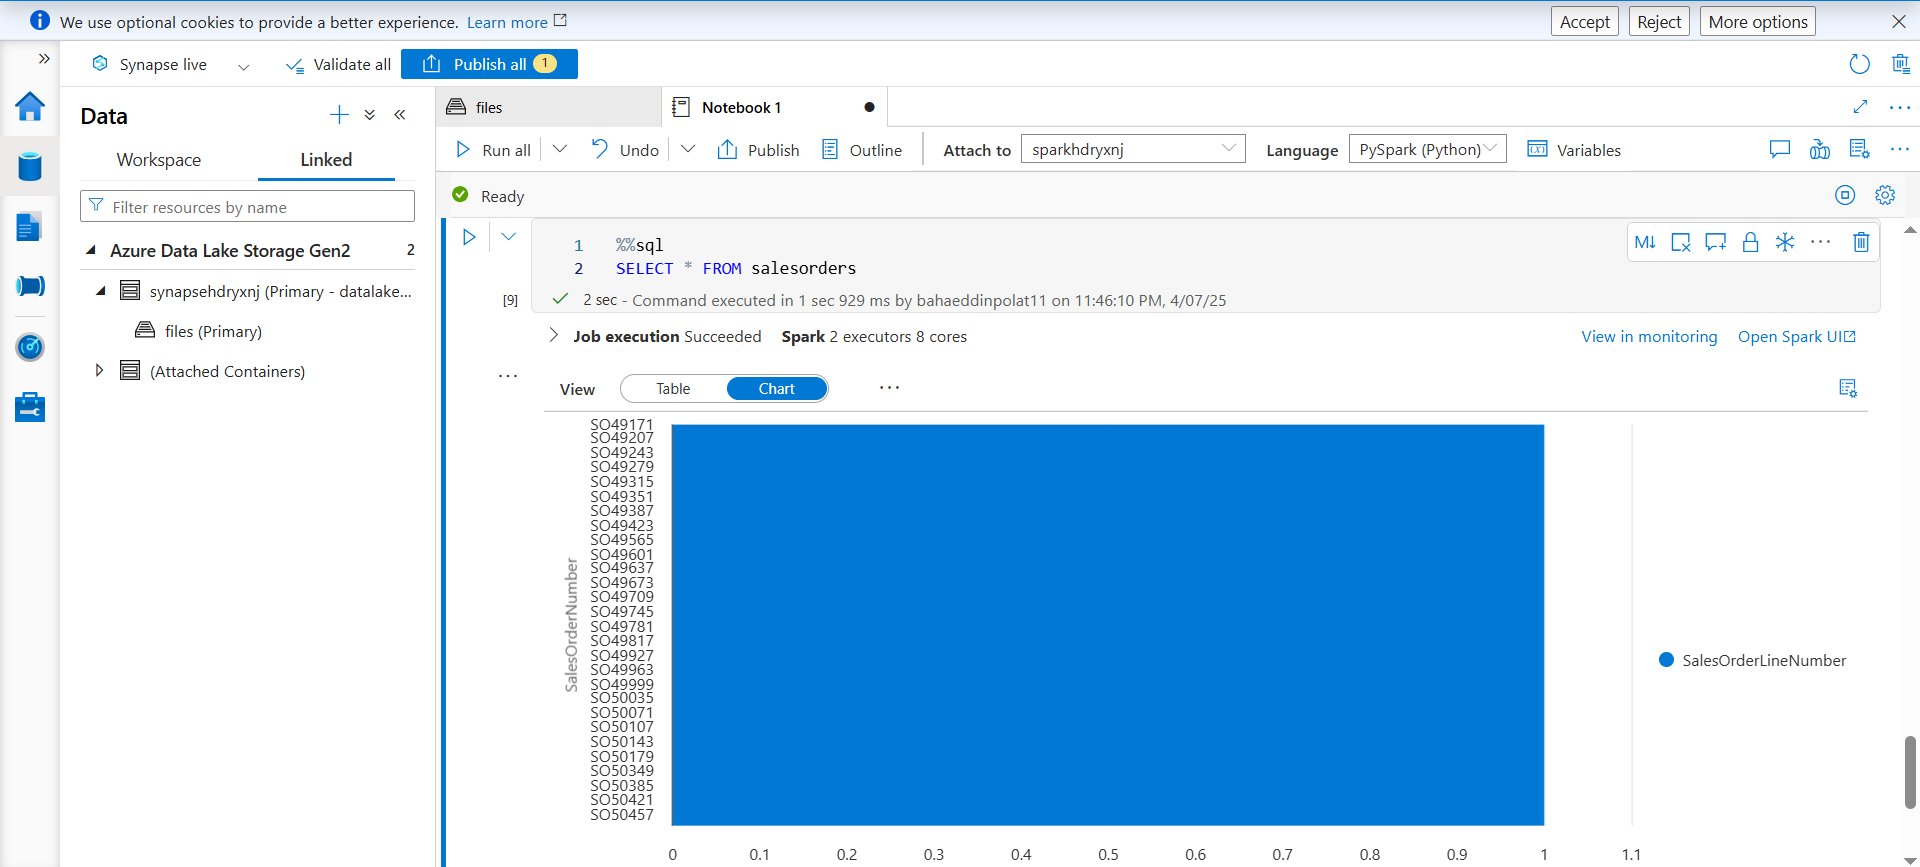 We use optional cookies to provide a better experience. Learn more
Accept
Reject
More options
Synapse live
Validate all
Publish all 1
Data
Workspace
Linked
Filter resources by name
Azure Data Lake Storage Gen2 2
synapsehdryxnj (Primary - datalake...
files (Primary)
(Attached Containers)
files
Notebook 1
Run all
Undo
Publish
Outline
Attach to sparkhdryxnj
Language PySpark (Python)
Variables
Ready
1 %%sql
2 SELECT * FROM salesorders
M↓
[9] 2 sec - Command executed in 1 sec 929 ms by bahaeddinpolat11 on 11:46:10 PM, 4/07/25
Job execution Succeeded Spark 2 executors 8 cores
View in monitoring
Open Spark UI
View Table Chart
SalesOrderNumber
SO49171
SO49207
SO49243
SO49279
SO49315
SO49351
SO49387
SO49423
SO49565
SO49601
SO49637
SO49673
SO49709
SO49745
SO49781
SO49817
SO49927
SO49963
SO49999
SO50035
SO50071
SO50107
SO50143
SO50179
SO50349
SO50385
SO50421
SO50457
SalesOrderLineNumber
0 0.1 0.2 0.3 0.4 0.5 0.6 0.7 0.8 0.9 1 1.1